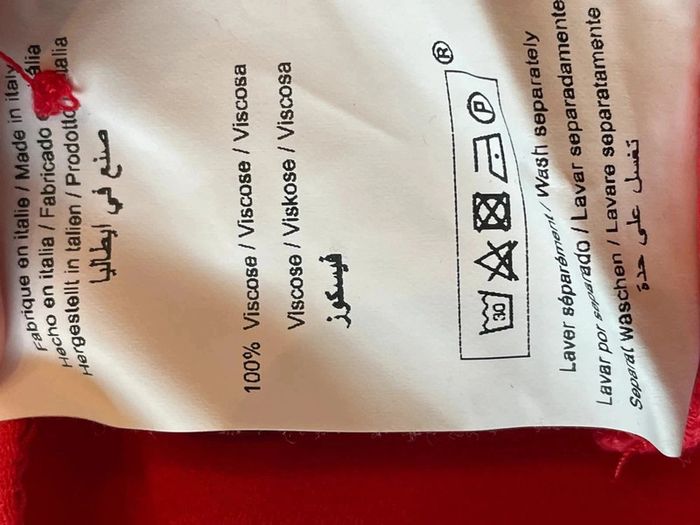 Fabrique en italie / Made in italy
Hecho en italia / Fabricado
Hergestellt in talien / Prodotto
صنع في ايطاليا
100% Viscose / Viscose / Viscosa
Viscose / Viskose / Viscosa
فيسكوز
®
30 P
Laver séparément / Wash separately
Lavar por separado / Lavar separadamente
Separat Waschen / Lavare separatamente
تغسل على حدة